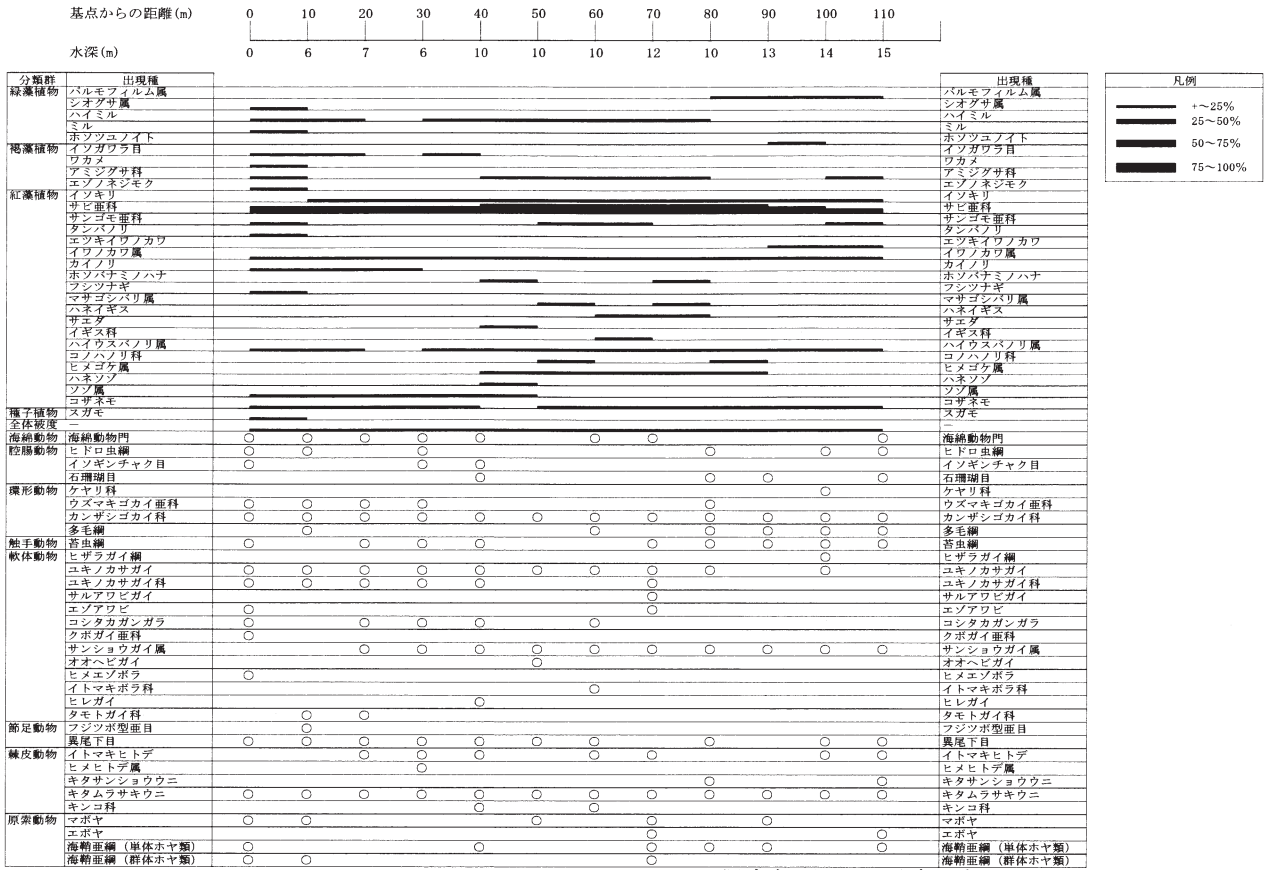 基点からの距離(m) 0 10 20 30 40 50 60 70 80 90 100 110
水深(m) 0 6 7 6 10 10 10 12 10 13 14 15
分類群 出現種 出現種 凡例
緑藻植物 パルモフィルム属 パルモフィルム属
シオグサ属 シオグサ属
ハイミル ハイミル
ミル ミル
ホソツユノイト ホソツユノイト
褐藻植物 イソガワラ目 イソガワラ目
ワカメ ワカメ
アミジグサ科 アミジグサ科
エゾノネジモク エゾノネジモク
紅藻植物 イソキリ イソキリ
サビ亜科 サビ亜科
サンゴモ亜科 サンゴモ亜科
タンバノリ タンバノリ
エツキイワノカワ エツキイワノカワ
イワノカワ属 イワノカワ属
カイノリ カイノリ
ホソバナミノハナ ホソバナミノハナ
フシツナギ フシツナギ
マサゴシバリ属 マサゴシバリ属
ハネイギス ハネイギス
サエダ サエダ
イギス科 イギス科
ハイウスバノリ属 ハイウスバノリ属
コノハノリ科 コノハノリ科
ヒメゴケ属 ヒメゴケ属
ハネソゾ ハネソゾ
ソゾ属 ソゾ属
コザネモ コザネモ
種子植物 スガモ スガモ
全体被度 － －
海綿動物 海綿動物門 ○ ○ ○ ○ ○ ○ ○ ○ 海綿動物門
腔腸動物 ヒドロ虫綱 ○ ○ ○ ○ ○ ○ ヒドロ虫綱
イソギンチャク目 ○ ○ ○ イソギンチャク目
石珊瑚目 ○ ○ ○ ○ 石珊瑚目
環形動物 ケヤリ科 ○ ケヤリ科
ウズマキゴカイ亜科 ○ ○ ○ ○ ○ ウズマキゴカイ亜科
カンザシゴカイ科 ○ ○ ○ ○ ○ ○ ○ ○ ○ ○ ○ ○ カンザシゴカイ科
多毛綱 ○ ○ ○ ○ ○ ○ 多毛綱
触手動物 苔虫綱 ○ ○ ○ ○ ○ ○ ○ ○ ○ 苔虫綱
軟体動物 ヒザラガイ綱 ○ ヒザラガイ綱
ユキノカサガイ ○ ○ ○ ○ ○ ○ ○ ○ ○ ○ ユキノカサガイ
ユキノカサガイ科 ○ ○ ○ ○ ○ ○ ユキノカサガイ科
サルアワビガイ ○ サルアワビガイ
エゾアワビ ○ ○ エゾアワビ
コシタカガンガラ ○ ○ ○ ○ ○ コシタカガンガラ
クボガイ亜科 ○ クボガイ亜科
サンショウガイ属 ○ ○ ○ ○ ○ ○ ○ ○ ○ ○ サンショウガイ属
オオヘビガイ ○ オオヘビガイ
ヒメエゾボラ ○ ヒメエゾボラ
イトマキボラ科 ○ イトマキボラ科
ヒレガイ ○ ヒレガイ
タモトガイ科 ○ ○ タモトガイ科
節足動物 フジツボ型亜目 ○ フジツボ型亜目
異尾下目 ○ ○ ○ ○ ○ ○ ○ ○ ○ ○ 異尾下目
棘皮動物 イトマキヒトデ ○ ○ ○ ○ ○ ○ ○ イトマキヒトデ
ヒメヒトデ属 ○ ヒメヒトデ属
キタサンショウウニ ○ ○ キタサンショウウニ
キタムラサキウニ ○ ○ ○ ○ ○ ○ ○ ○ ○ ○ ○ ○ キタムラサキウニ
キンコ科 ○ ○ キンコ科
原索動物 マボヤ ○ ○ ○ ○ ○ マボヤ
エボヤ ○ ○ エボヤ
海鞘亜綱（単体ホヤ類） ○ ○ ○ ○ ○ ○ 海鞘亜綱（単体ホヤ類）
海鞘亜綱（群体ホヤ類） ○ ○ ○ 海鞘亜綱（群体ホヤ類）
+～25%
25～50%
50～75%
75～100%